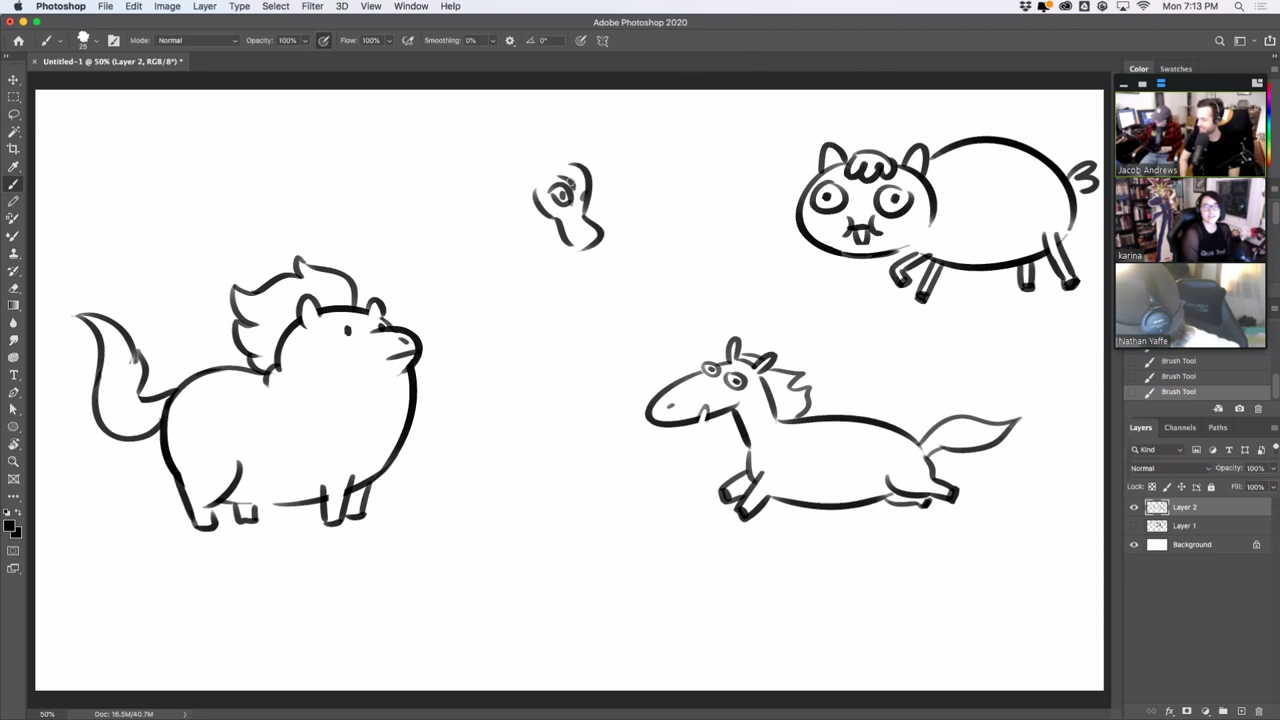 Photoshop File Edit Image Layer Type Select Filter 3D View Window Help Mon 7:13 PM
Adobe Photoshop 2020
25 Mode: Normal Opacity: 100% Flow: 100% Smoothing: 0% 0°
Untitled-1 @ 50% (Layer 2, RGB/8*) *
Color Swatches
Jacob Andrews
karina
Nathan Yaffe
Brush Tool
Brush Tool
Brush Tool
Layers Channels Paths
Kind
Normal Opacity: 100%
Lock: Fill: 100%
Layer 2
Layer 1
Background
50% Doc: 16.5M/40.7M